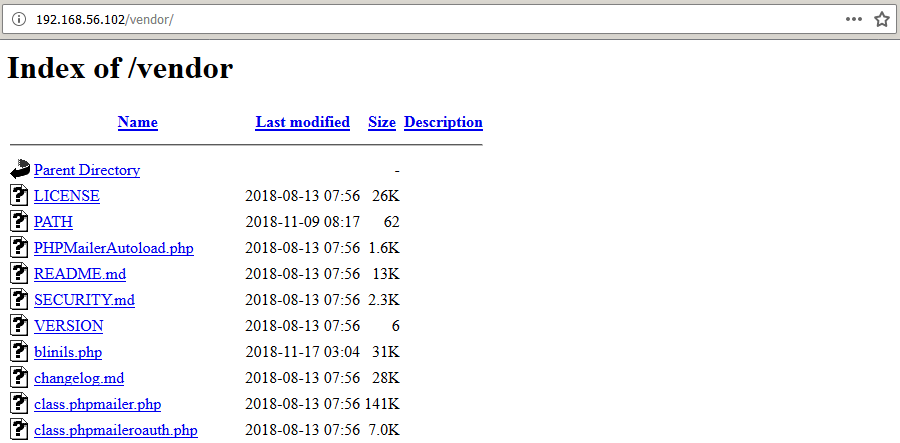 192.168.56.102/vendor/
Index of /vendor
Name Last modified Size Description
Parent Directory -
LICENSE 2018-08-13 07:56 26K
PATH 2018-11-09 08:17 62
PHPMailerAutoload.php 2018-08-13 07:56 1.6K
README.md 2018-08-13 07:56 13K
SECURITY.md 2018-08-13 07:56 2.3K
VERSION 2018-08-13 07:56 6
blinils.php 2018-11-17 03:04 31K
changelog.md 2018-08-13 07:56 28K
class.phpmailer.php 2018-08-13 07:56 141K
class.phpmaileroauth.php 2018-08-13 07:56 7.0K